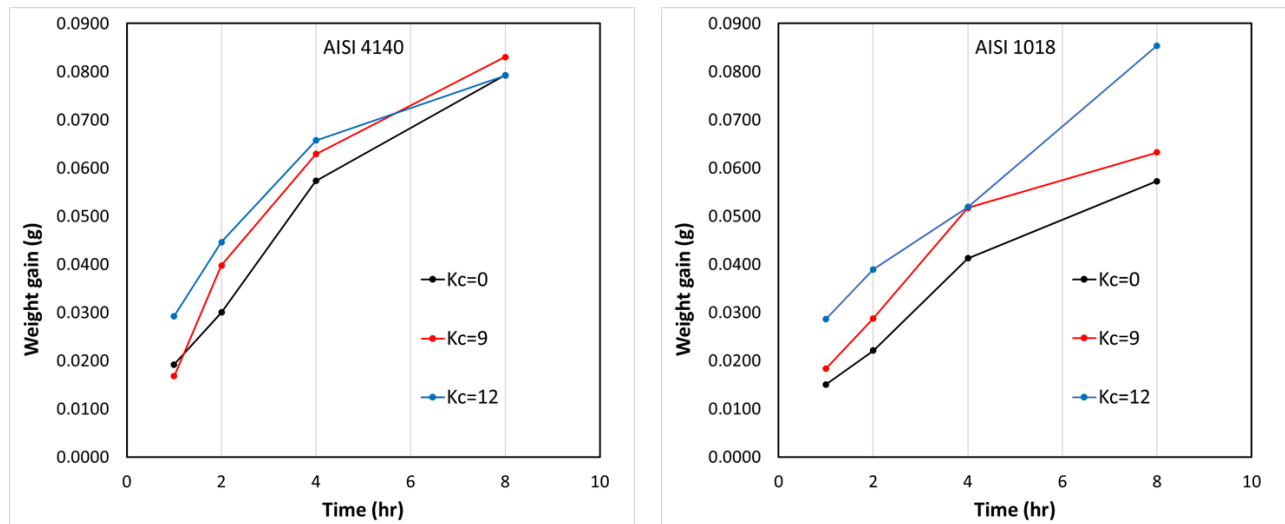 AISI 4140
Weight gain (g)
0.0900
0.0800
0.0700
0.0600
0.0500
0.0400
0.0300
0.0200
0.0100
0.0000
Kc=0
Kc=9
Kc=12
0 2 4 6 8 10
Time (hr)
AISI 1018
Weight gain (g)
0.0900
0.0800
0.0700
0.0600
0.0500
0.0400
0.0300
0.0200
0.0100
0.0000
Kc=0
Kc=9
Kc=12
0 2 4 6 8 10
Time (hr)